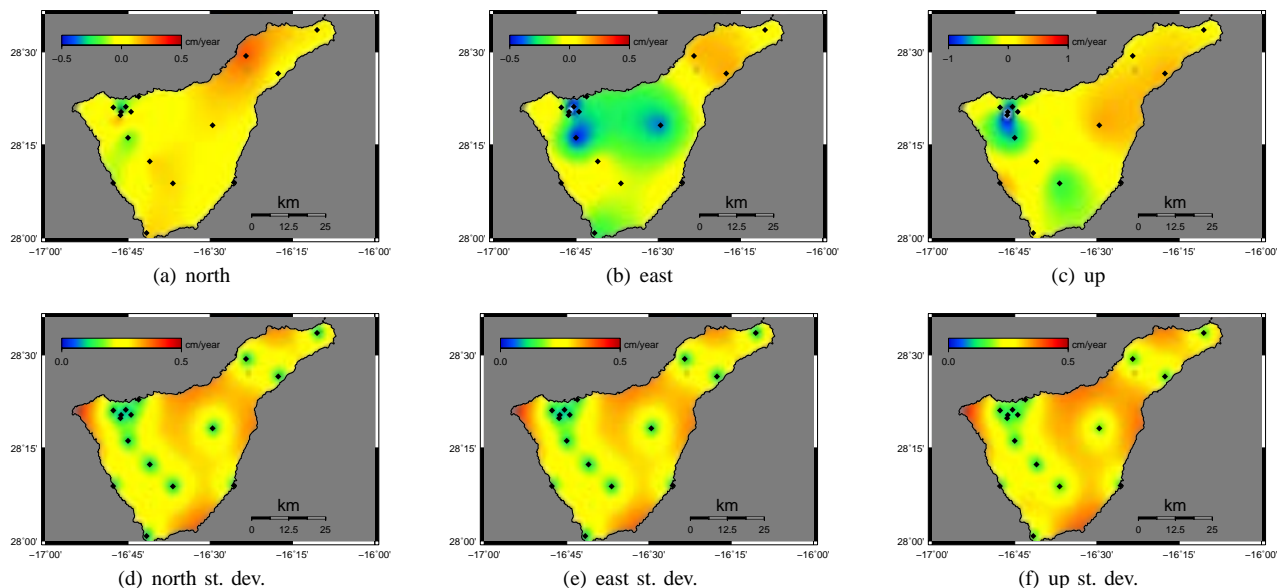 −0.5 0.0 0.5 cm/year
28˚30'
28˚15'
28˚00'
km
0 12.5 25
−17˚00' −16˚45' −16˚30' −16˚15' −16˚00'
(a) north
−0.5 0.0 0.5 cm/year
28˚30'
28˚15'
28˚00'
km
0 12.5 25
−17˚00' −16˚45' −16˚30' −16˚15' −16˚00'
(b) east
−1 0 1 cm/year
28˚30'
28˚15'
28˚00'
km
0 12.5 25
−17˚00' −16˚45' −16˚30' −16˚15' −16˚00'
(c) up
0.0 0.5 cm/year
28˚30'
28˚15'
28˚00'
km
0 12.5 25
−17˚00' −16˚45' −16˚30' −16˚15' −16˚00'
(d) north st. dev.
0.0 0.5 cm/year
28˚30'
28˚15'
28˚00'
km
0 12.5 25
−17˚00' −16˚45' −16˚30' −16˚15' −16˚00'
(e) east st. dev.
0.0 0.5 cm/year
28˚30'
28˚15'
28˚00'
km
0 12.5 25
−17˚00' −16˚45' −16˚30' −16˚15' −16˚00'
(f) up st. dev.